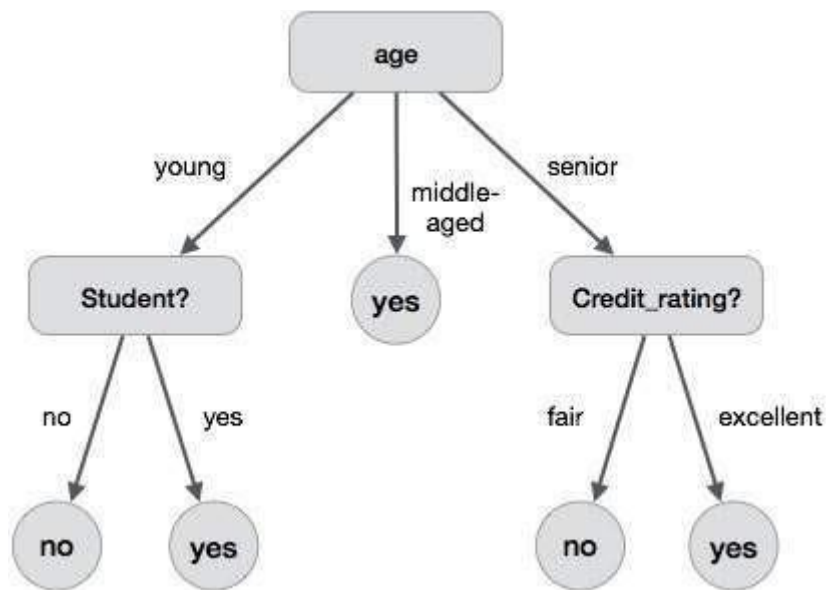 age
young
middle-
aged
senior
Student?
yes
Credit_rating?
no
yes
fair
excellent
no
yes
no
yes